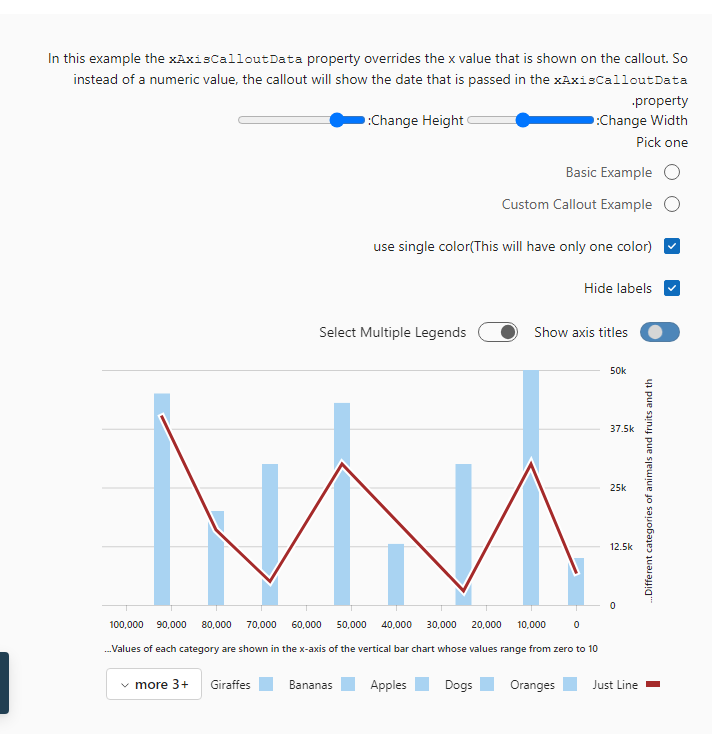 In this example the xAxisCalloutData property overrides the x value that is shown on the callout. So
instead of a numeric value, the callout will show the date that is passed in the xAxisCalloutData
.property
:Change Height :Change Width
Pick one
Basic Example
Custom Callout Example
use single color(This will have only one color)
Hide labels
Select Multiple Legends Show axis titles
50k
37.5k
25k
12.5k
0
...Different categories of animals and fruits and th
100,000 90,000 80,000 70,000 60,000 50,000 40,000 30,000 20,000 10,000 0
...Values of each category are shown in the x-axis of the vertical bar chart whose values range from zero to 10
more 3+ Giraffes Bananas Apples Dogs Oranges Just Line